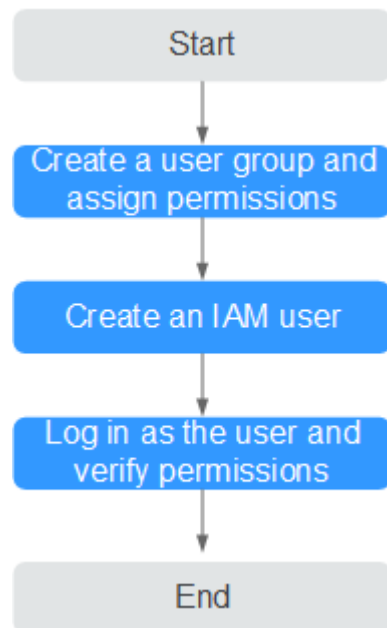 Start
Create a user group and
assign permissions
Create an IAM user
Log in as the user and
verify permissions
End